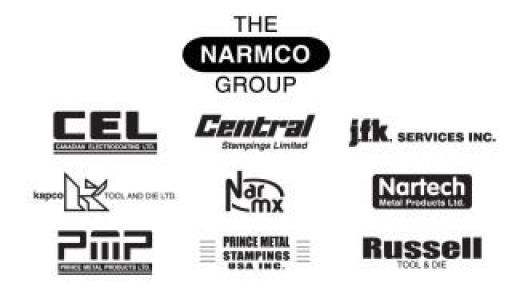 THE
NARMCO
GROUP
CEL
CANADIAN ELECTROCOATING LTD.
Central
Stampings Limited
j.f.k. SERVICES INC.
kapco TOOL AND DIE LTD.
Nar
mx
Nartech
Metal Products Ltd.
PMP
PRINCE METAL PRODUCTS LTD.
PRINCE METAL
STAMPINGS
USA INC.
Russell
TOOL & DIE